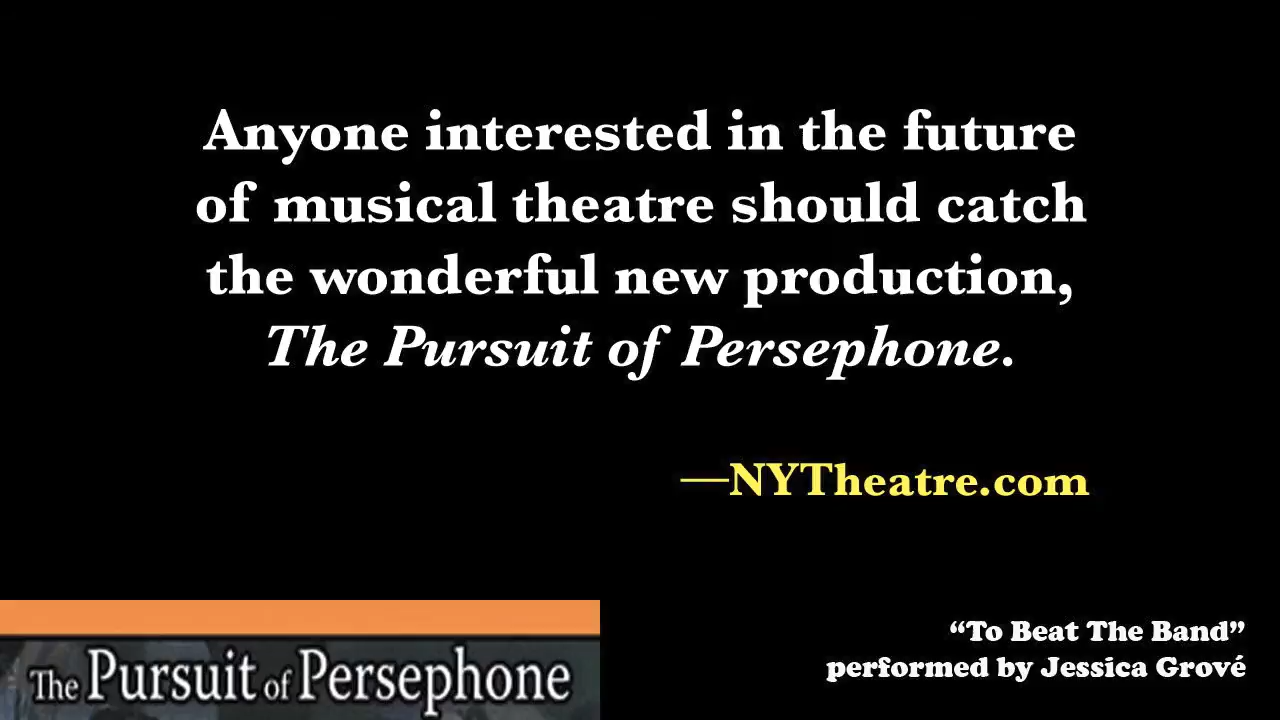 Anyone interested in the future
of musical theatre should catch
the wonderful new production,
The Pursuit of Persephone.
—NYTheatre.com
The Pursuit of Persephone
“To Beat The Band”
performed by Jessica Grové